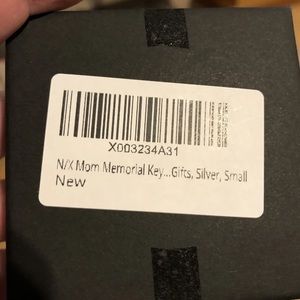 X003234A31
N/X Mom Memorial Key...Gifts, Silver, Small
New